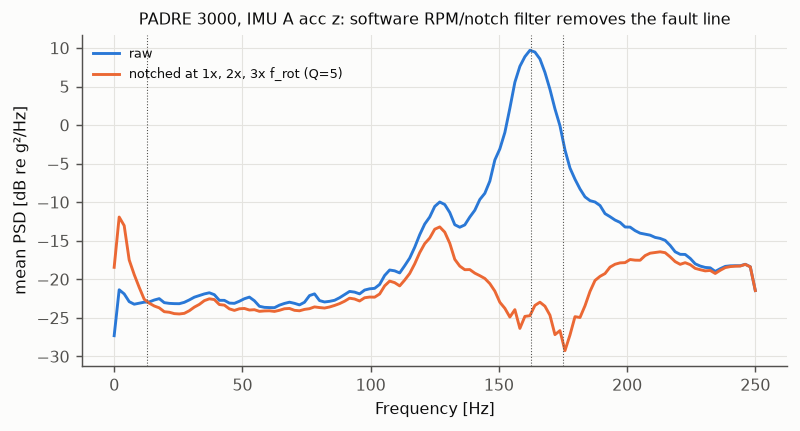 PADRE 3000, IMU A acc z: software RPM/notch filter removes the fault line
raw
notched at 1x, 2x, 3x f_rot (Q=5)
mean PSD [dB re g²/Hz]
10
5
0
−5
−10
−15
−20
−25
−30
0 50 100 150 200 250
Frequency [Hz]